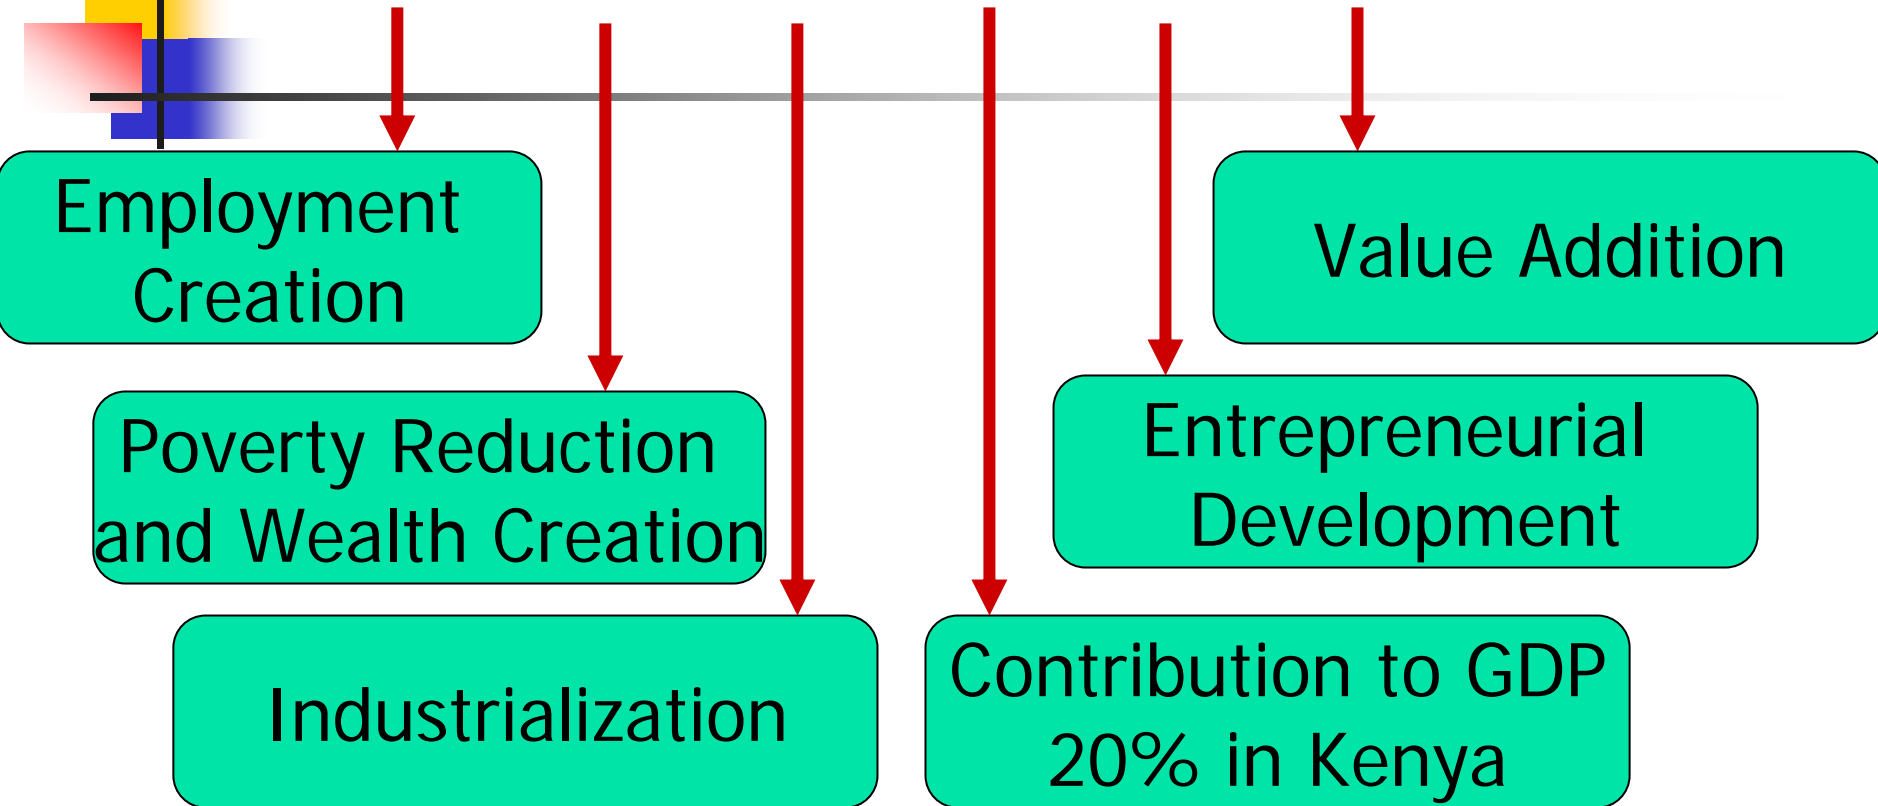 Employment
Creation
Value Addition
Poverty Reduction
and Wealth Creation
Entrepreneurial
Development
Industrialization
Contribution to GDP
20% in Kenya